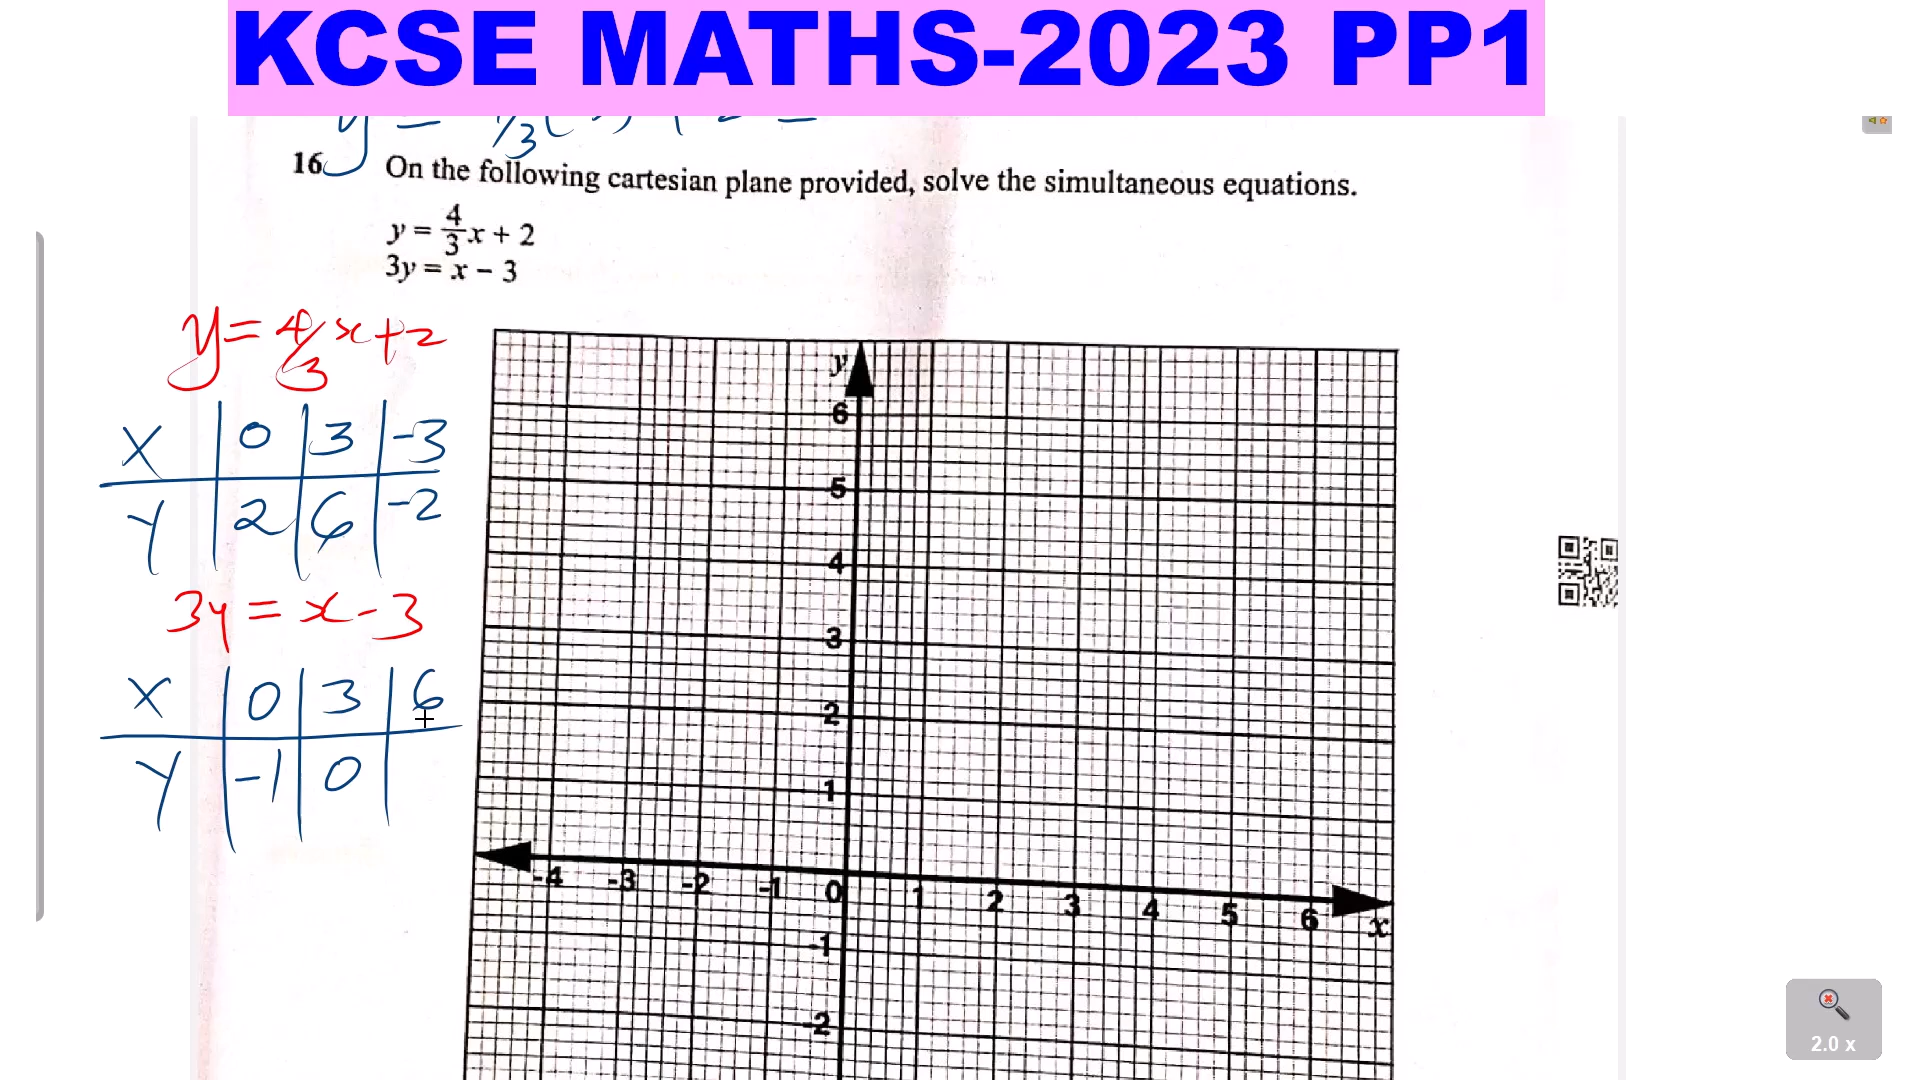 KCSE MATHS-2023 PP1
16 On the following cartesian plane provided, solve the simultaneous equations.
y = 4/3 x + 2
3y = x − 3
y = 4/3 x + 2
X 0 3 -3
Y 2 6 -2
3y = x - 3
X 0 3 6
Y -1 0
y
6
5
4
3
2
1
-4 -3 -2 -1 0 1 2 3 4 5 6 x
-1
-2
2.0 x